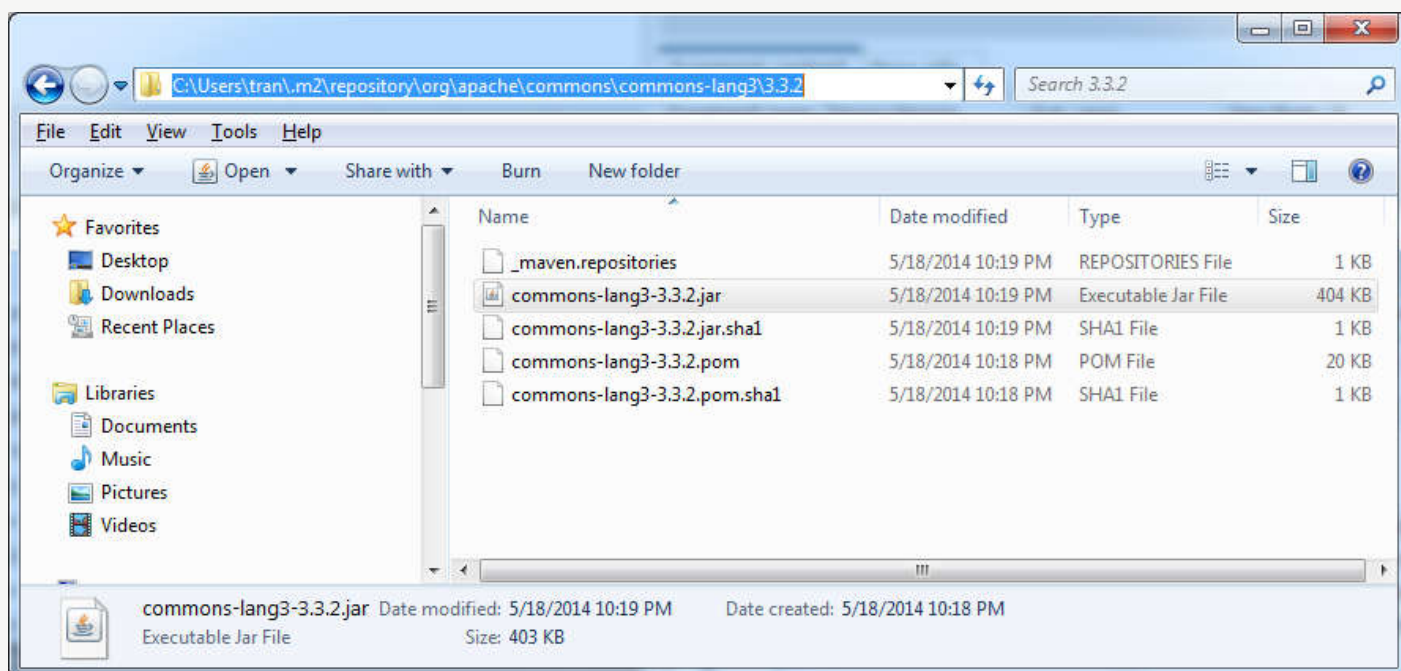 C:\Users\tran\.m2\repository\org\apache\commons\commons-lang3\3.3.2
Search 3.3.2
File Edit View Tools Help
Organize Open Share with Burn New folder
Favorites
Desktop
Downloads
Recent Places
Libraries
Documents
Music
Pictures
Videos
Name Date modified Type Size
_maven.repositories 5/18/2014 10:19 PM REPOSITORIES File 1 KB
commons-lang3-3.3.2.jar 5/18/2014 10:19 PM Executable Jar File 404 KB
commons-lang3-3.3.2.jar.sha1 5/18/2014 10:19 PM SHA1 File 1 KB
commons-lang3-3.3.2.pom 5/18/2014 10:18 PM POM File 20 KB
commons-lang3-3.3.2.pom.sha1 5/18/2014 10:18 PM SHA1 File 1 KB
commons-lang3-3.3.2.jar Date modified: 5/18/2014 10:19 PM Date created: 5/18/2014 10:18 PM
Executable Jar File Size: 403 KB